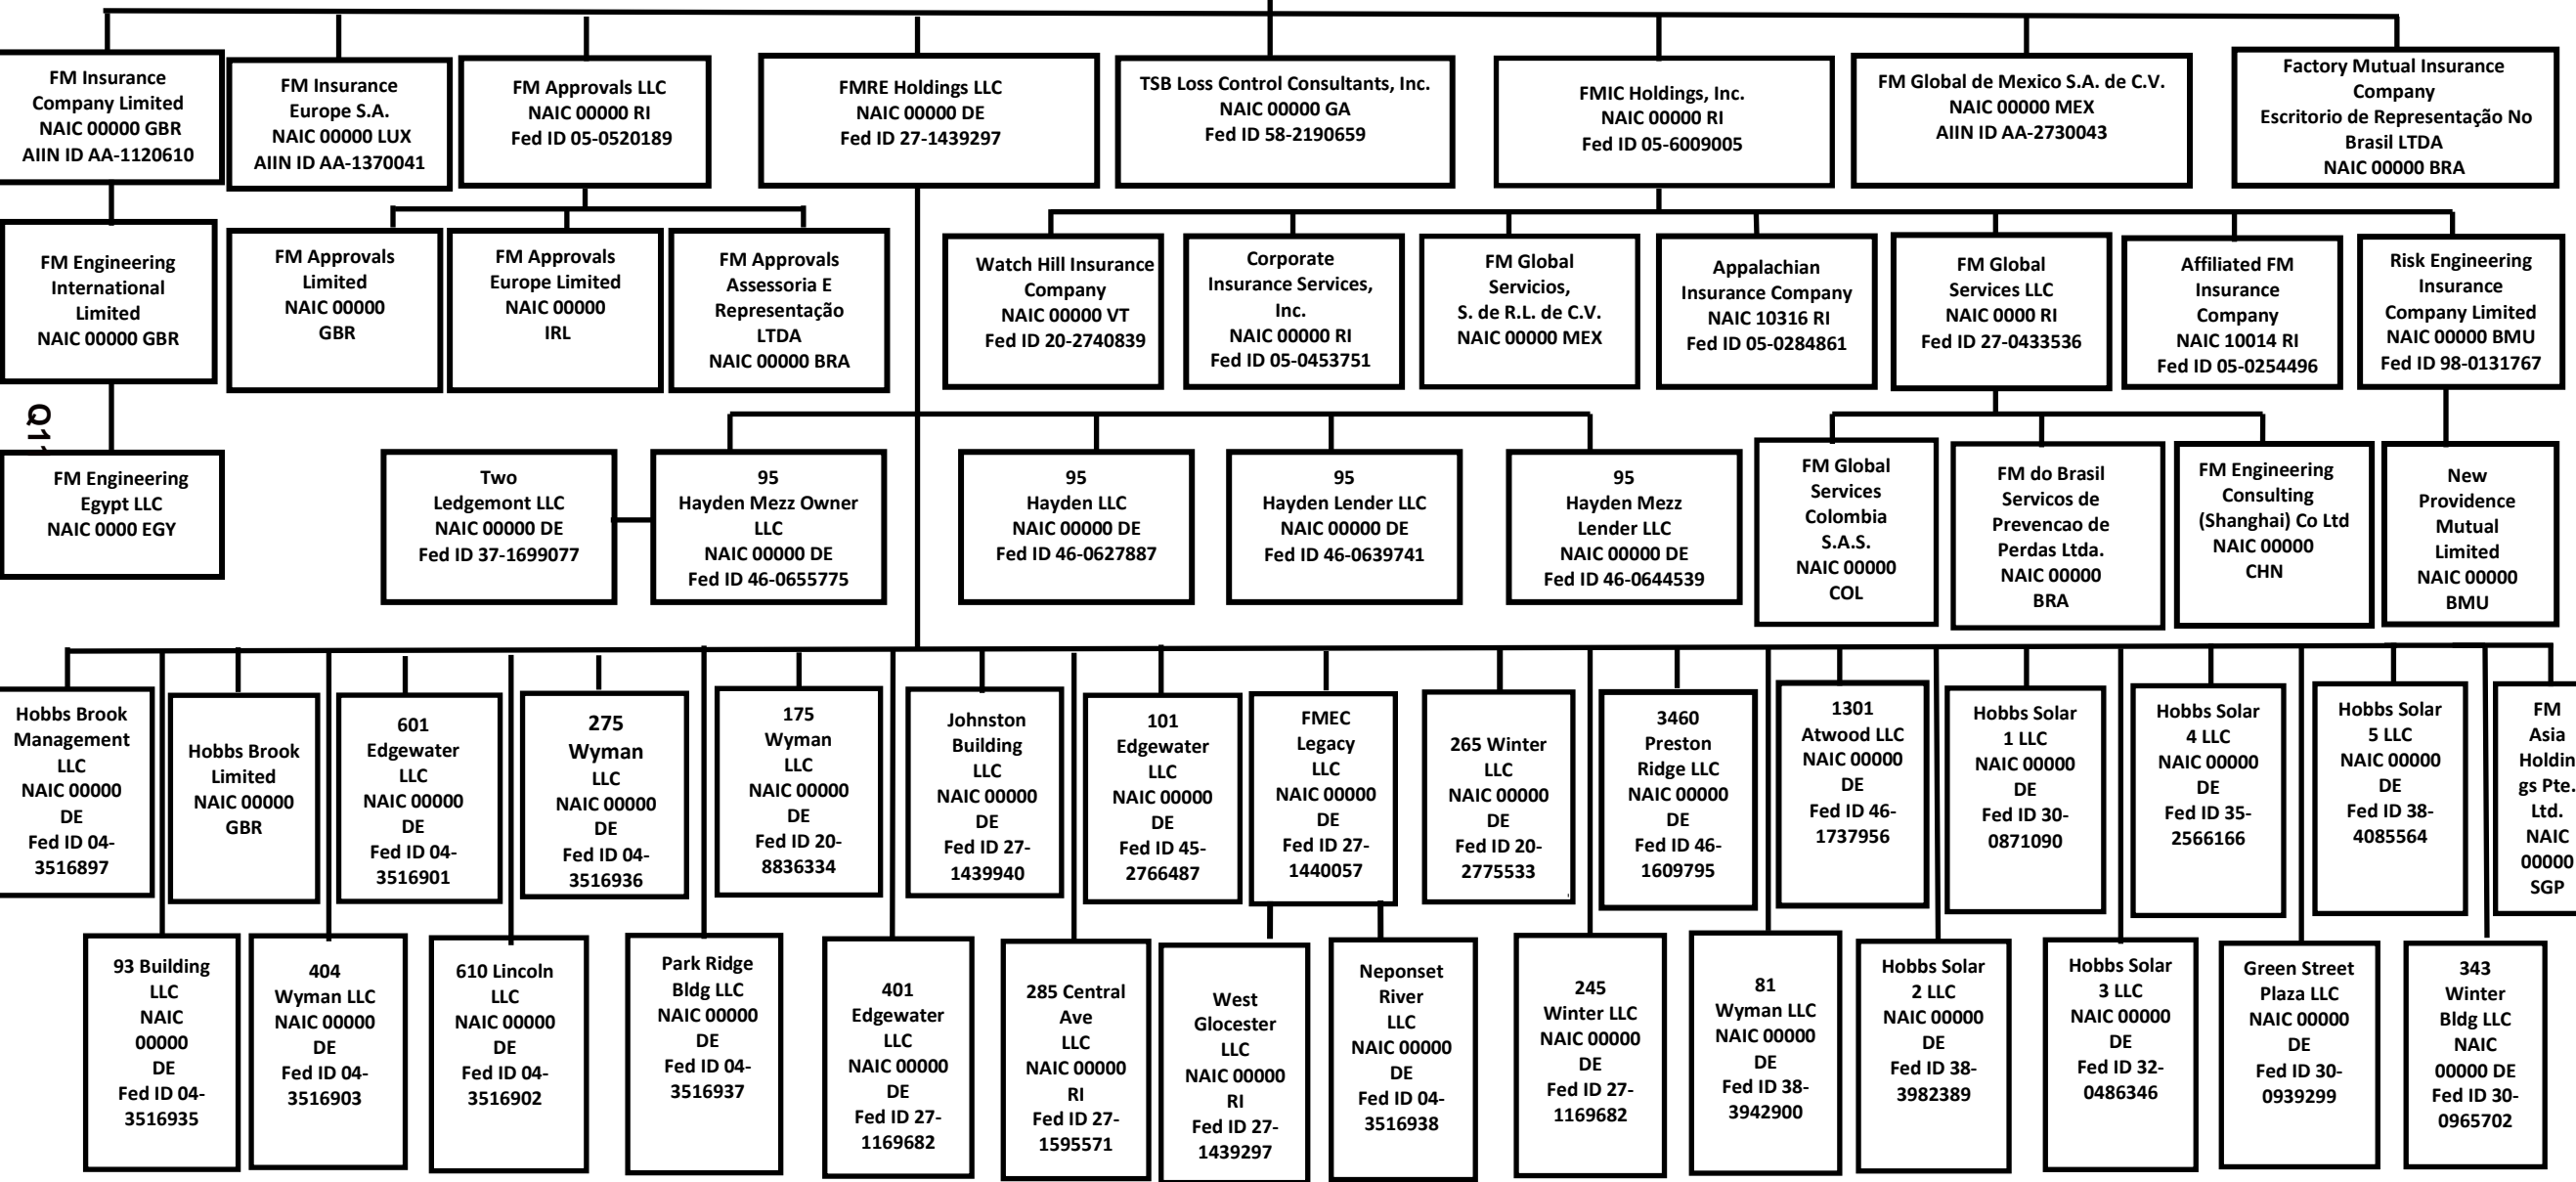 FM Insurance
Company Limited
NAIC 00000 GBR
AIIN ID AA-1120610
FM Insurance
Europe S.A.
NAIC 00000 LUX
AIIN ID AA-1370041
FM Approvals LLC
NAIC 00000 RI
Fed ID 05-0520189
FMRE Holdings LLC
NAIC 00000 DE
Fed ID 27-1439297
TSB Loss Control Consultants, Inc.
NAIC 00000 GA
Fed ID 58-2190659
FMIC Holdings, Inc.
NAIC 00000 RI
Fed ID 05-6009005
FM Global de Mexico S.A. de C.V.
NAIC 00000 MEX
AIIN ID AA-2730043
Factory Mutual Insurance
Company
Escritorio de Representação No
Brasil LTDA
NAIC 00000 BRA
FM Engineering
International
Limited
NAIC 00000 GBR
FM Approvals
Limited
NAIC 00000
GBR
FM Approvals
Europe Limited
NAIC 00000
IRL
FM Approvals
Assessoria E
Representação
LTDA
NAIC 00000 BRA
Watch Hill Insurance
Company
NAIC 00000 VT
Fed ID 20-2740839
Corporate
Insurance Services,
Inc.
NAIC 00000 RI
Fed ID 05-0453751
FM Global
Servicios,
S. de R.L. de C.V.
NAIC 00000 MEX
Appalachian
Insurance Company
NAIC 10316 RI
Fed ID 05-0284861
FM Global
Services LLC
NAIC 0000 RI
Fed ID 27-0433536
Affiliated FM
Insurance
Company
NAIC 10014 RI
Fed ID 05-0254496
Risk Engineering
Insurance
Company Limited
NAIC 00000 BMU
Fed ID 98-0131767
Q1
FM Engineering
Egypt LLC
NAIC 0000 EGY
Two
Ledgemont LLC
NAIC 00000 DE
Fed ID 37-1699077
95
Hayden Mezz Owner
LLC
NAIC 00000 DE
Fed ID 46-0655775
95
Hayden LLC
NAIC 00000 DE
Fed ID 46-0627887
95
Hayden Lender LLC
NAIC 00000 DE
Fed ID 46-0639741
95
Hayden Mezz
Lender LLC
NAIC 00000 DE
Fed ID 46-0644539
FM Global
Services
Colombia
S.A.S.
NAIC 00000
COL
FM do Brasil
Servicos de
Prevencao de
Perdas Ltda.
NAIC 00000
BRA
FM Engineering
Consulting
(Shanghai) Co Ltd
NAIC 00000
CHN
New
Providence
Mutual
Limited
NAIC 00000
BMU
Hobbs Brook
Management
LLC
NAIC 00000
DE
Fed ID 04-
3516897
Hobbs Brook
Limited
NAIC 00000
GBR
601
Edgewater
LLC
NAIC 00000
DE
Fed ID 04-
3516901
275
Wyman
LLC
NAIC 00000
DE
Fed ID 04-
3516936
175
Wyman
LLC
NAIC 00000
DE
Fed ID 20-
8836334
Johnston
Building
LLC
NAIC 00000
DE
Fed ID 27-
1439940
101
Edgewater
LLC
NAIC 00000
DE
Fed ID 45-
2766487
FMEC
Legacy
LLC
NAIC 00000
DE
Fed ID 27-
1440057
265 Winter
LLC
NAIC 00000
DE
Fed ID 20-
2775533
3460
Preston
Ridge LLC
NAIC 00000
DE
Fed ID 46-
1609795
1301
Atwood LLC
NAIC 00000
DE
Fed ID 46-
1737956
Hobbs Solar
1 LLC
NAIC 00000
DE
Fed ID 30-
0871090
Hobbs Solar
4 LLC
NAIC 00000
DE
Fed ID 35-
2566166
Hobbs Solar
5 LLC
NAIC 00000
DE
Fed ID 38-
4085564
FM
Asia
Holdin
gs Pte.
Ltd.
NAIC
00000
SGP
93 Building
LLC
NAIC
00000
DE
Fed ID 04-
3516935
404
Wyman LLC
NAIC 00000
DE
Fed ID 04-
3516903
610 Lincoln
LLC
NAIC 00000
DE
Fed ID 04-
3516902
Park Ridge
Bldg LLC
NAIC 00000
DE
Fed ID 04-
3516937
401
Edgewater
LLC
NAIC 00000
DE
Fed ID 27-
1169682
285 Central
Ave
LLC
NAIC 00000
RI
Fed ID 27-
1595571
West
Glocester
LLC
NAIC 00000
RI
Fed ID 27-
1439297
Neponset
River
LLC
NAIC 00000
DE
Fed ID 04-
3516938
245
Winter LLC
NAIC 00000
DE
Fed ID 27-
1169682
81
Wyman LLC
NAIC 00000
DE
Fed ID 38-
3942900
Hobbs Solar
2 LLC
NAIC 00000
DE
Fed ID 38-
3982389
Hobbs Solar
3 LLC
NAIC 00000
DE
Fed ID 32-
0486346
Green Street
Plaza LLC
NAIC 00000
DE
Fed ID 30-
0939299
343
Winter
Bldg LLC
NAIC
00000 DE
Fed ID 30-
0965702